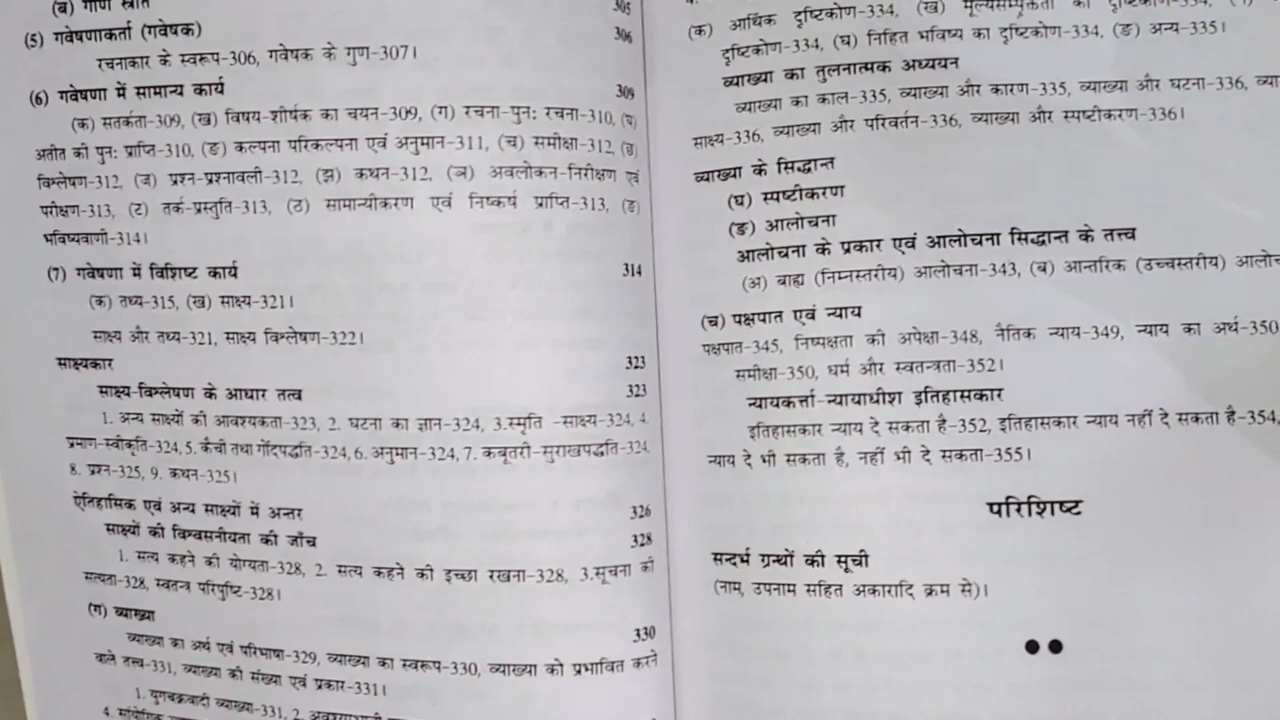 (ब) गौण स्रोत 305
(5) गवेषणाकर्ता (गवेषक) 306
रचनाकार के स्वरूप-306, गवेषक के गुण-307।
(6) गवेषणा में सामान्य कार्य 309
(क) सतर्कता-309, (ख) विषय-शीर्षक का चयन-309, (ग) रचना-पुनः रचना-310, (घ)
अतीत की पुनः प्राप्ति-310, (ङ) कल्पना परिकल्पना एवं अनुमान-311, (च) समीक्षा-312, (छ)
विश्लेषण-312, (ज) प्रश्न-प्रश्नावली-312, (झ) कथन-312, (ञ) अवलोकन-निरीक्षण एवं
परीक्षण-313, (ट) तर्क-प्रस्तुति-313, (ठ) सामान्यीकरण एवं निष्कर्ष प्राप्ति-313, (ड)
भविष्यवाणी-314।
(7) गवेषणा में विशिष्ट कार्य 314
(क) तथ्य-315, (ख) साक्ष्य-321।
साक्ष्य और तथ्य-321, साक्ष्य विश्लेषण-322।
साक्ष्यकार 323
साक्ष्य-विश्लेषण के आधार तत्व 323
1. अन्य साक्ष्यों की आवश्यकता-323, 2. घटना का ज्ञान-324, 3.स्मृति -साक्ष्य-324, 4.
प्रमाण-स्वीकृति-324, 5. कैंची तथा गोंदपद्धति-324, 6. अनुमान-324, 7. कबूतरी-सुराखपद्धति-324,
8. प्रश्न-325, 9. कथन-325।
ऐतिहासिक एवं अन्य साक्ष्यों में अन्तर 326
साक्ष्यों की विश्वसनीयता की जाँच 328
1. सत्य कहने की योग्यता-328, 2. सत्य कहने की इच्छा रखना-328, 3.सूचना की
सत्यता-328, स्वतन्त्र परिपुष्टि-328।
(ग) व्याख्या 330
व्याख्या का अर्थ एवं परिभाषा-329, व्याख्या का स्वरूप-330, व्याख्या को प्रभावित करने
वाले तत्व-331, व्याख्या की संख्या एवं प्रकार-331।
1. युगचक्रवादी व्याख्या-331, 2.
4.
(क) आर्थिक दृष्टिकोण-334, (ख) मूल्यसम्पृक्तता का दृष्टिकोण-334,
दृष्टिकोण-334, (घ) निहित भविष्य का दृष्टिकोण-334, (ङ) अन्य-335।
व्याख्या का तुलनात्मक अध्ययन
व्याख्या का काल-335, व्याख्या और कारण-335, व्याख्या और घटना-336, व्या
साक्ष्य-336, व्याख्या और परिवर्तन-336, व्याख्या और स्पष्टीकरण-336।
व्याख्या के सिद्धान्त
(घ) स्पष्टीकरण
(ङ) आलोचना
आलोचना के प्रकार एवं आलोचना सिद्धान्त के तत्त्व
(अ) बाह्य (निम्नस्तरीय) आलोचना-343, (ब) आन्तरिक (उच्चस्तरीय) आलोच
(च) पक्षपात एवं न्याय
पक्षपात-345, निष्पक्षता की अपेक्षा-348, नैतिक न्याय-349, न्याय का अर्थ-350
समीक्षा-350, धर्म और स्वतन्त्रता-352।
न्यायकर्त्ता-न्यायाधीश इतिहासकार
इतिहासकार न्याय दे सकता है-352, इतिहासकार न्याय नहीं दे सकता है-354,
न्याय दे भी सकता है, नहीं भी दे सकता-355।
परिशिष्ट
सन्दर्भ ग्रन्थों की सूची
(नाम, उपनाम सहित अकारादि क्रम से)।